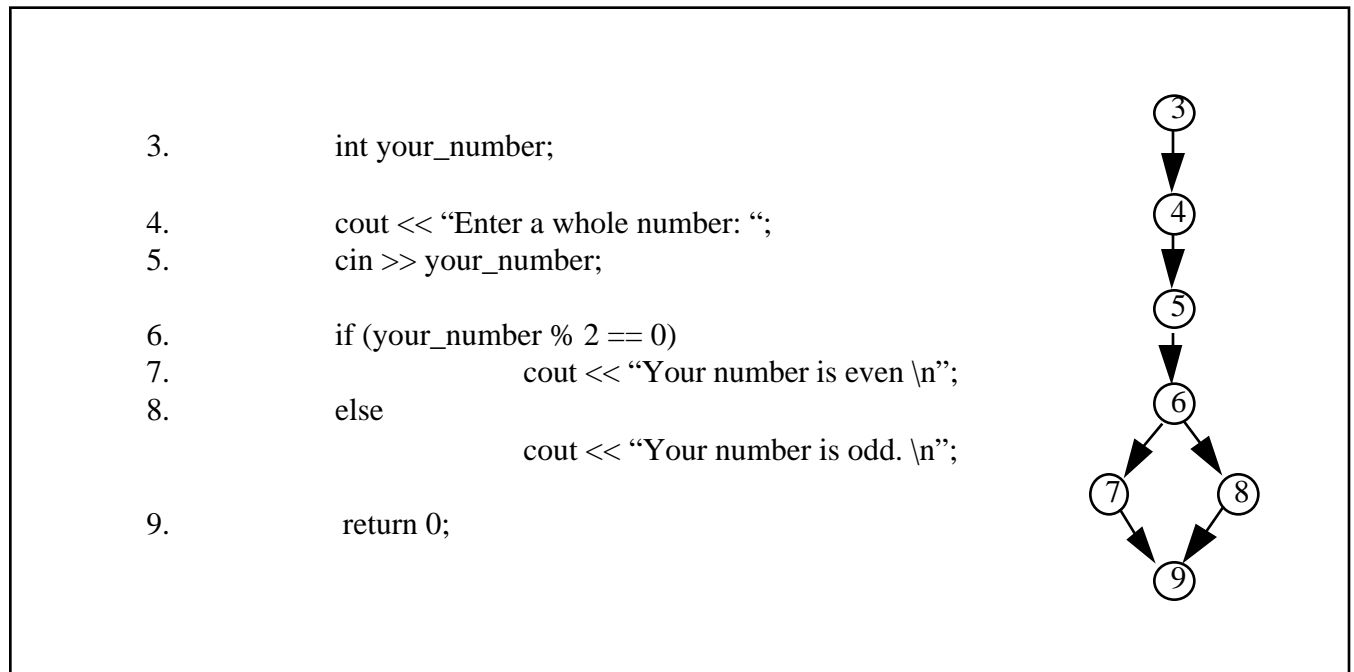 3. int your_number;
4. cout << “Enter a whole number: “;
5. cin >> your_number;
6. if (your_number % 2 == 0)
7. cout << “Your number is even \n”;
8. else
cout << “Your number is odd. \n”;
9. return 0;
3
4
5
6
7 8
9